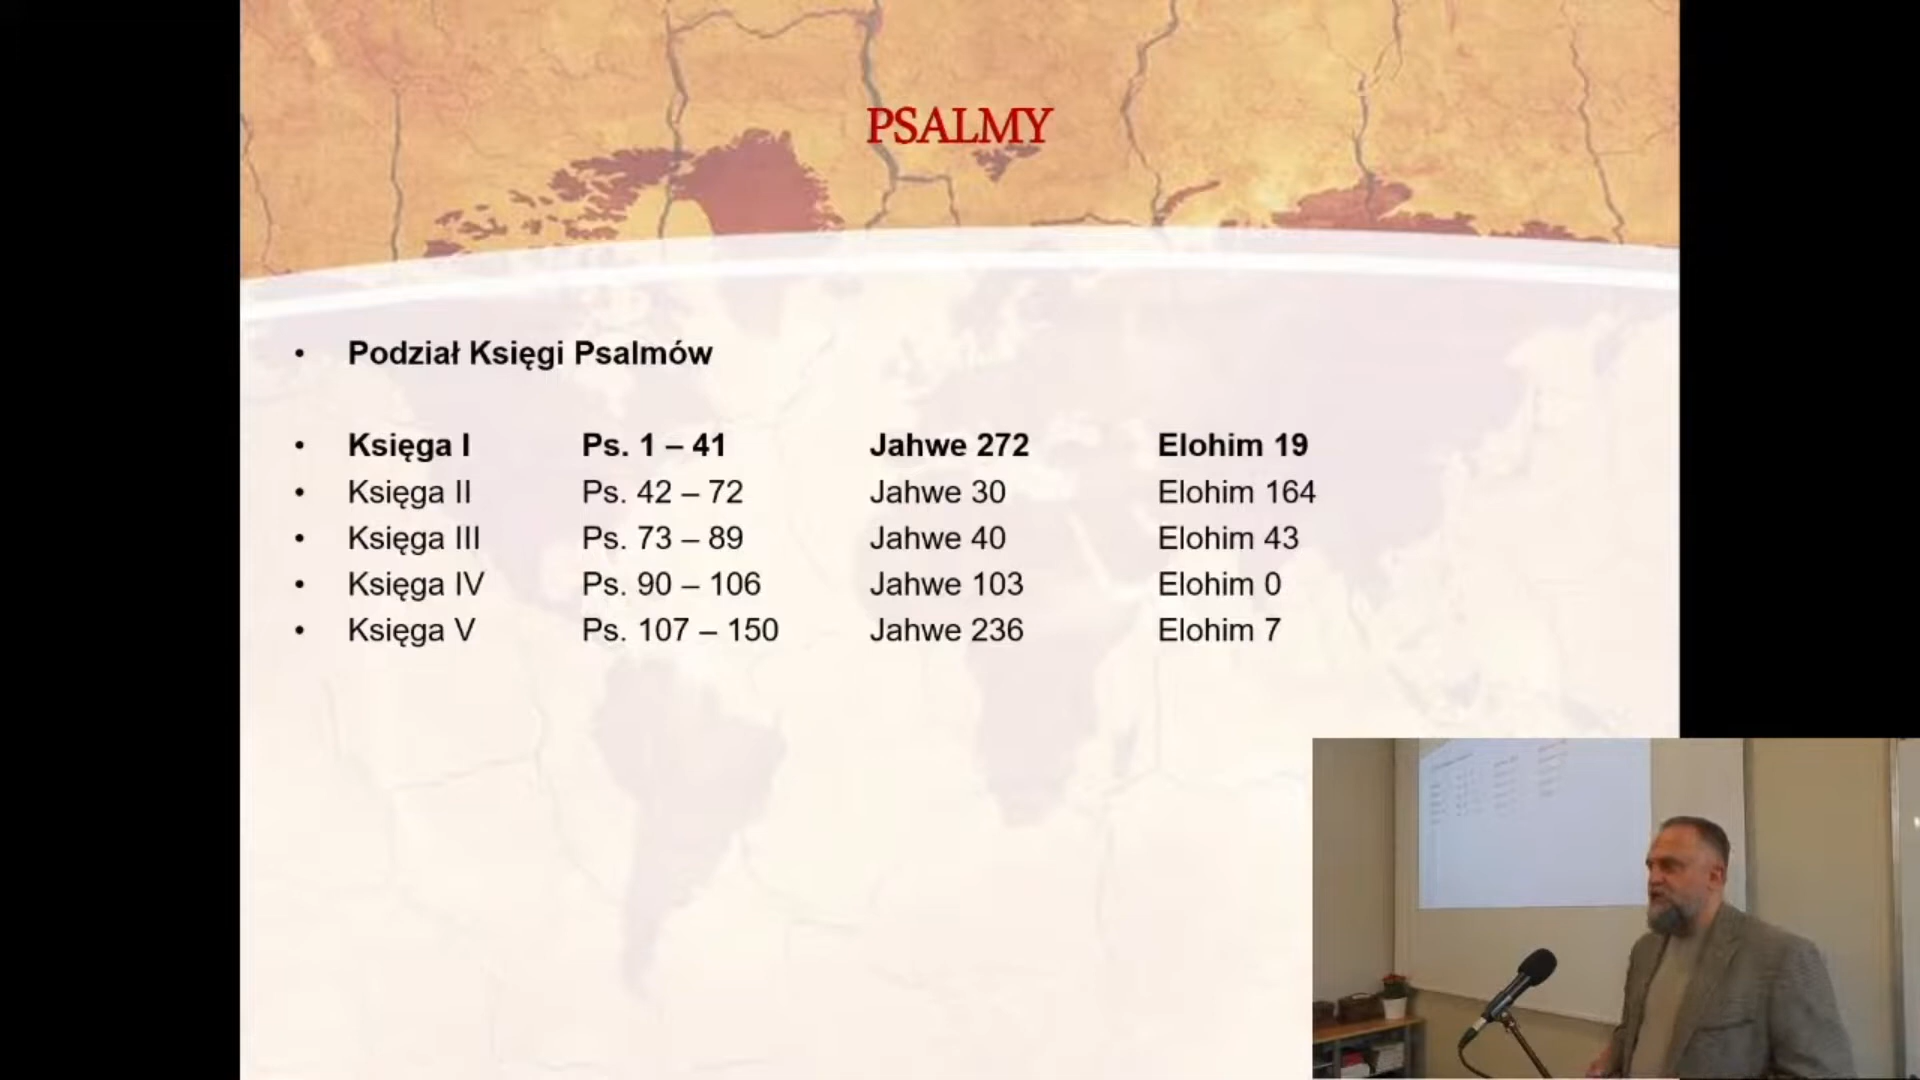 PSALMY
• Podział Księgi Psalmów
• Księga I Ps. 1 – 41 Jahwe 272 Elohim 19
• Księga II Ps. 42 – 72 Jahwe 30 Elohim 164
• Księga III Ps. 73 – 89 Jahwe 40 Elohim 43
• Księga IV Ps. 90 – 106 Jahwe 103 Elohim 0
• Księga V Ps. 107 – 150 Jahwe 236 Elohim 7